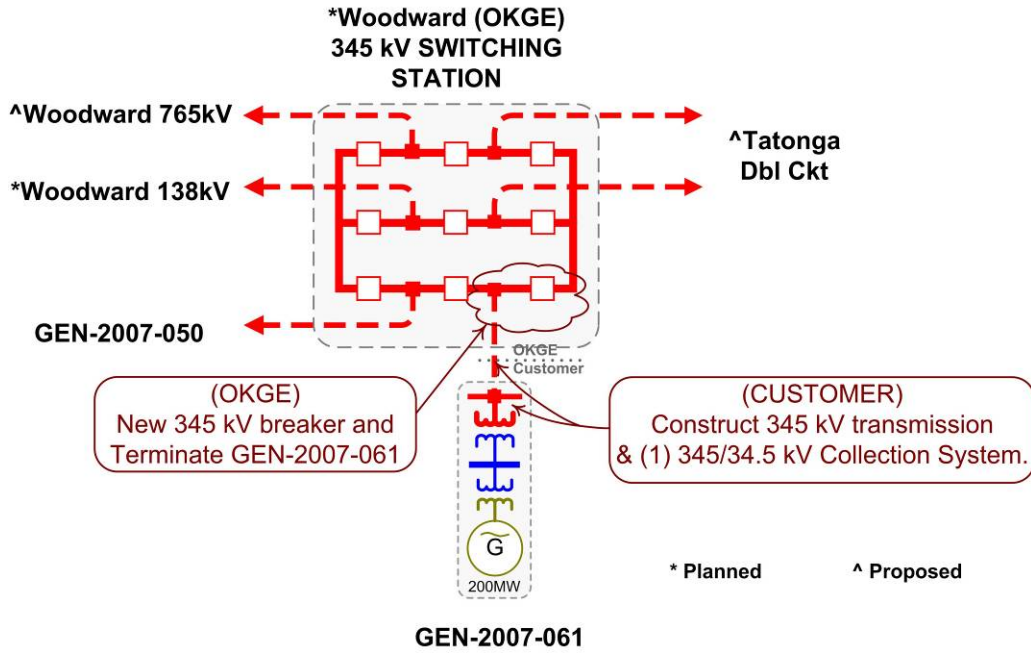 *Woodward (OKGE)
345 kV SWITCHING
STATION
^Woodward 765kV
^Tatonga
Dbl Ckt
*Woodward 138kV
GEN-2007-050
OKGE
Customer
(OKGE)
New 345 kV breaker and
Terminate GEN-2007-061
(CUSTOMER)
Construct 345 kV transmission
& (1) 345/34.5 kV Collection System.
G
200MW
* Planned
^ Proposed
GEN-2007-061